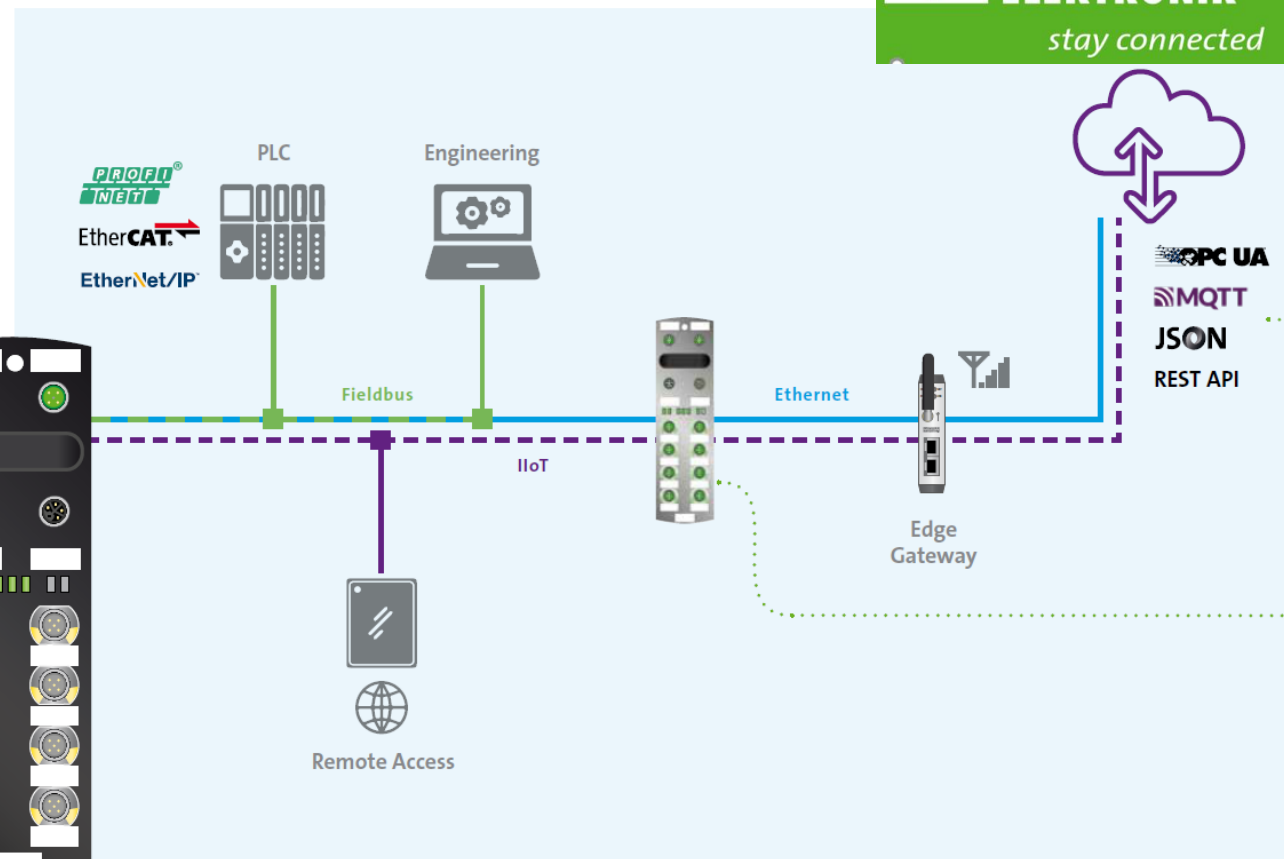 stay connected
PLC
Engineering
PROFI®
NET
EtherCAT.
EtherNet/IP
OPC UA
MQTT
JSON
REST API
Fieldbus
Ethernet
IIoT
Edge
Gateway
Remote Access